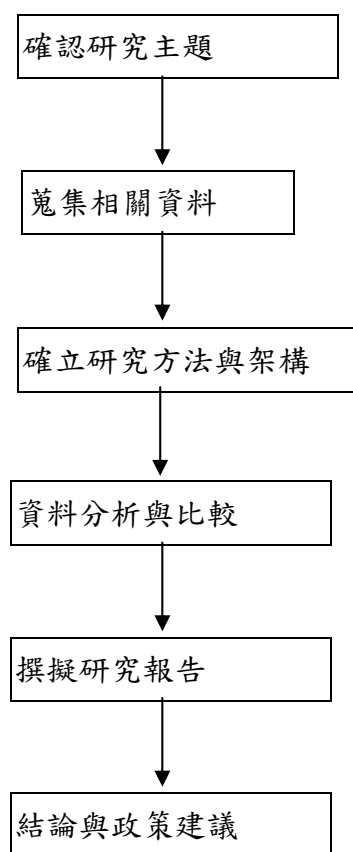 確認研究主題
蒐集相關資料
確立研究方法與架構
資料分析與比較
撰擬研究報告
結論與政策建議